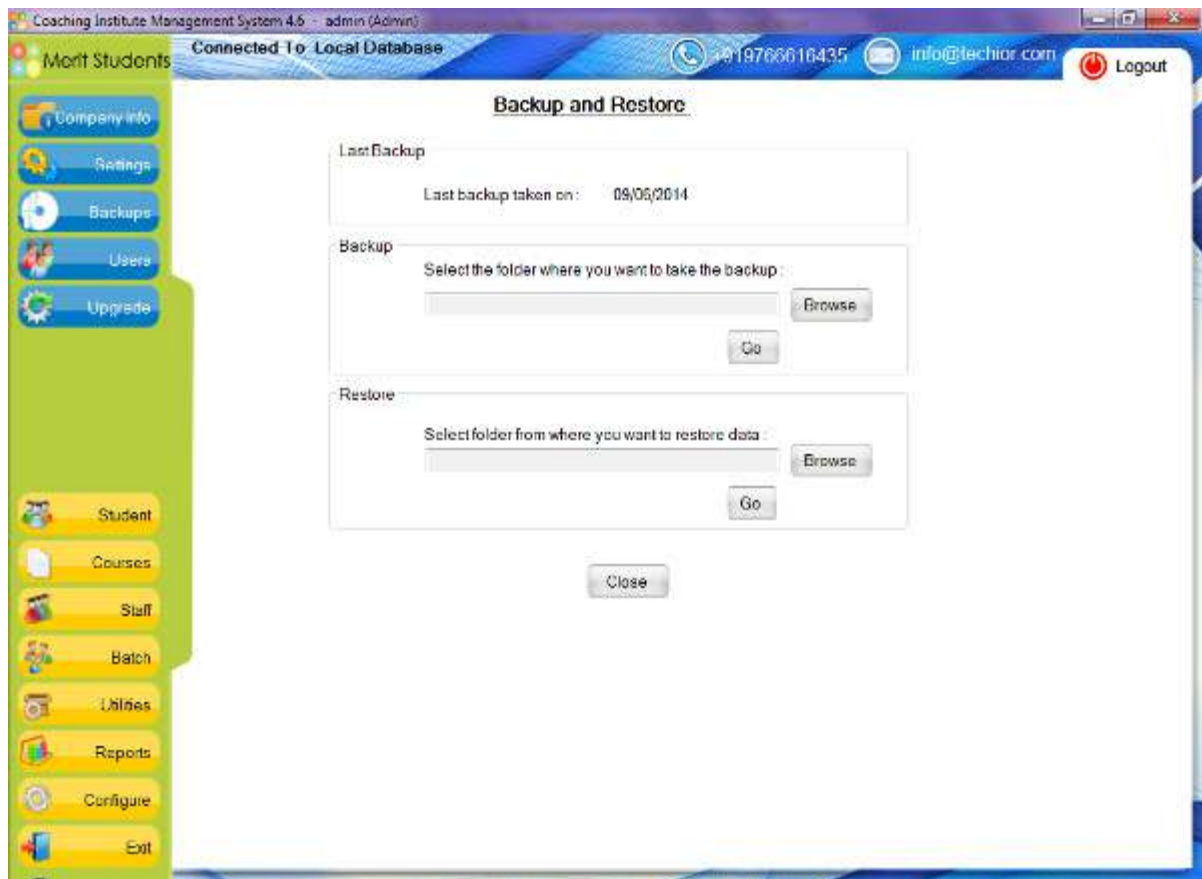 Coaching Institute Management System 4.6 - admin (Admin)
Merit Students
Connected To Local Database
+919766616435
info@techior.com
Logout
Company info
Settings
Backups
Users
Upgrade
Student
Courses
Staff
Batch
Utilities
Reports
Configure
Exit
Backup and Restore
Last Backup
Last backup taken on : 09/06/2014
Backup
Select the folder where you want to take the backup :
Browse
Go
Restore
Select folder from where you want to restore data :
Browse
Go
Close